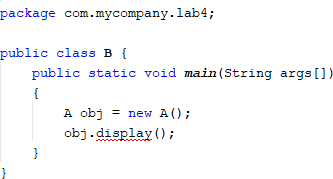 package com.mycompany.lab4;
public class B {
public static void main(String args[])
{
A obj = new A();
obj.display();
}
}